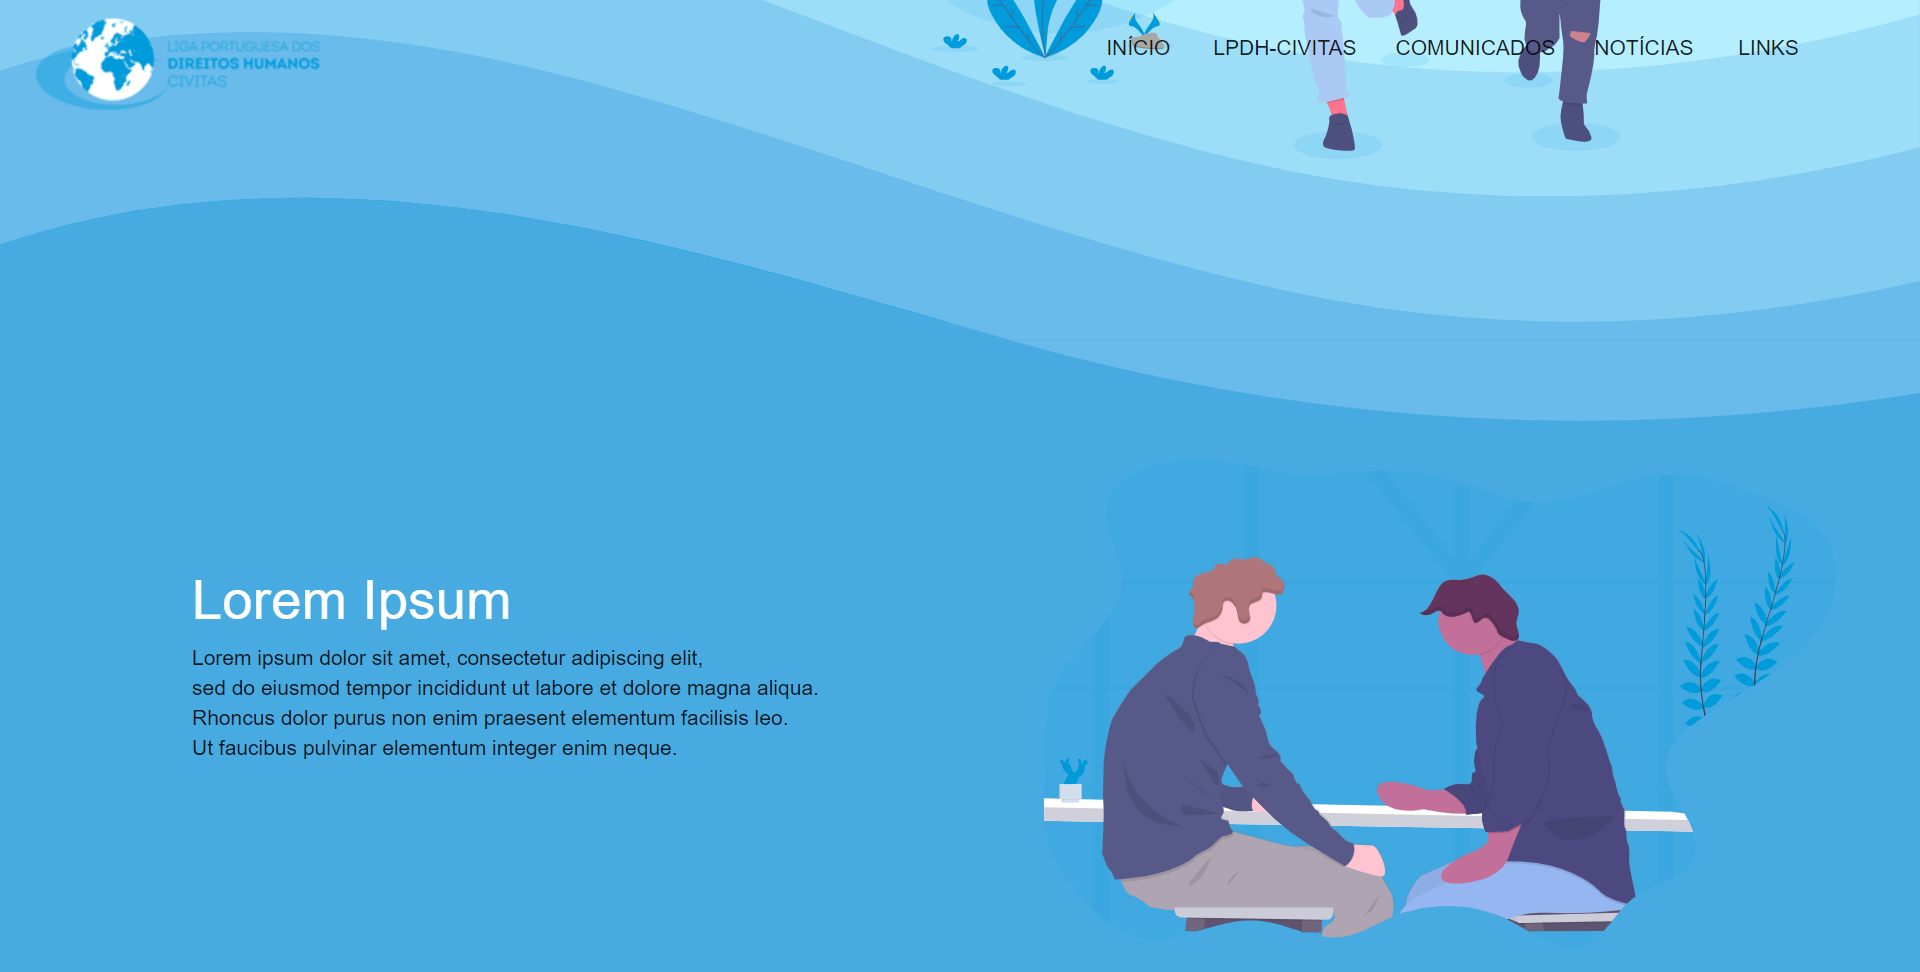 LIGA PORTUGUESA DOS
DIREITOS HUMANOS
CIVITAS
INÍCIO LPDH-CIVITAS COMUNICADOS NOTÍCIAS LINKS
Lorem Ipsum
Lorem ipsum dolor sit amet, consectetur adipiscing elit,
sed do eiusmod tempor incididunt ut labore et dolore magna aliqua.
Rhoncus dolor purus non enim praesent elementum facilisis leo.
Ut faucibus pulvinar elementum integer enim neque.